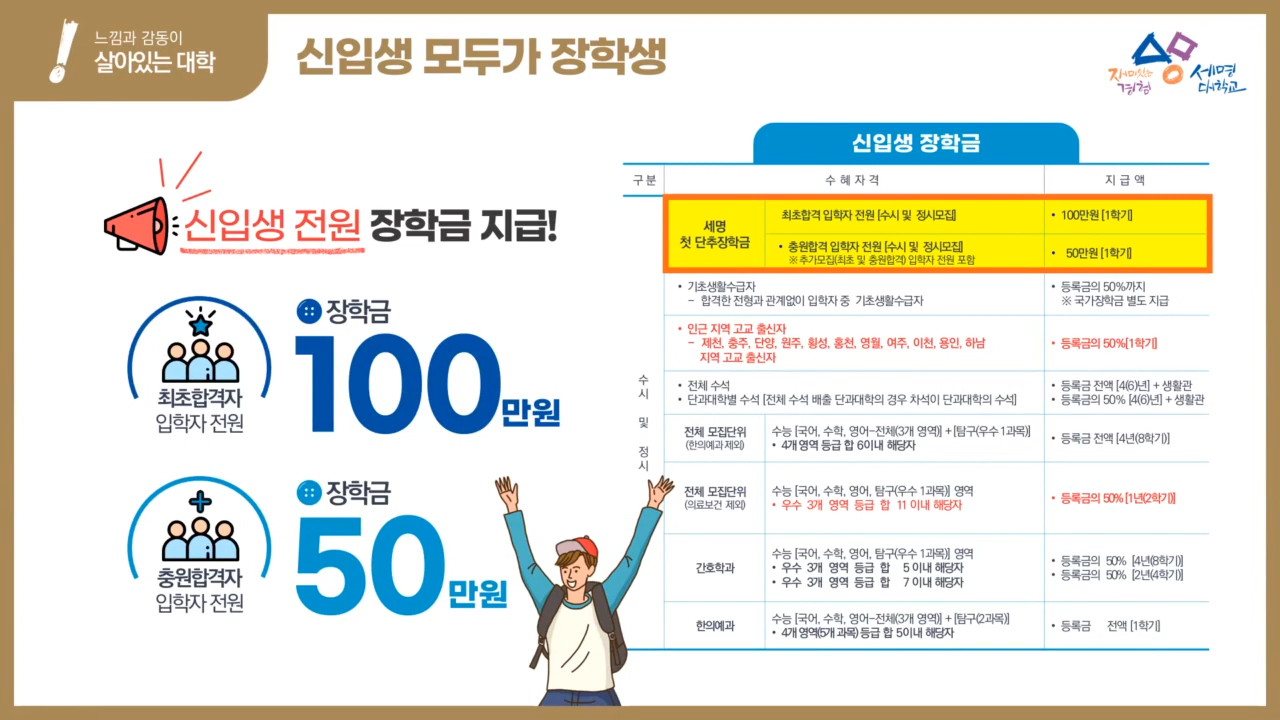 느낌과 감동이
살아있는 대학
신입생 모두가 장학생
재미있는
경험
세명
대학교
신입생 전원 장학금 지급!
장학금
100만원
최초합격자
입학자 전원
장학금
50만원
충원합격자
입학자 전원
신입생 장학금
구분
수혜자격
지급액
수시 및 정시
세명
첫 단추장학금
최초합격 입학자 전원 [수시 및 정시모집]
• 100만원 [1학기]
• 충원합격 입학자 전원 [수시 및 정시모집]
※ 추가모집(최초 및 충원합격) 입학자 전원 포함
• 50만원 [1학기]
• 기초생활수급자
- 합격한 전형과 관계없이 입학자 중 기초생활수급자
• 등록금의 50%까지
※ 국가장학금 별도 지급
• 인근 지역 고교 출신자
- 제천, 충주, 단양, 원주, 횡성, 홍천, 영월, 여주, 이천, 용인, 하남
지역 고교 출신자
• 등록금의 50%[1학기]
• 전체 수석
• 단과대학별 수석 [전체 수석 배출 단과대학의 경우 차석이 단과대학의 수석]
• 등록금 전액 [4(6)년] + 생활관
• 등록금의 50% [4(6)년] + 생활관
전체 모집단위
(한의예과 제외)
수능 [국어, 수학, 영어-전체(3개 영역)] + [탐구(우수 1과목)]
• 4개 영역 등급 합 6이내 해당자
• 등록금 전액 [4년(8학기)]
전체 모집단위
(의료보건 제외)
수능 [국어, 수학, 영어, 탐구(우수 1과목)] 영역
• 우수 3개 영역 등급 합 11 이내 해당자
• 등록금의 50% [1년(2학기)]
간호학과
수능 [국어, 수학, 영어, 탐구(우수 1과목)] 영역
• 우수 3개 영역 등급 합 5 이내 해당자
• 우수 3개 영역 등급 합 7 이내 해당자
• 등록금의 50% [4년(8학기)]
• 등록금의 50% [2년(4학기)]
한의예과
수능 [국어, 수학, 영어-전체(3개 영역)] + [탐구(2과목)]
• 4개 영역(5개 과목) 등급 합 5이내 해당자
• 등록금 전액 [1학기]